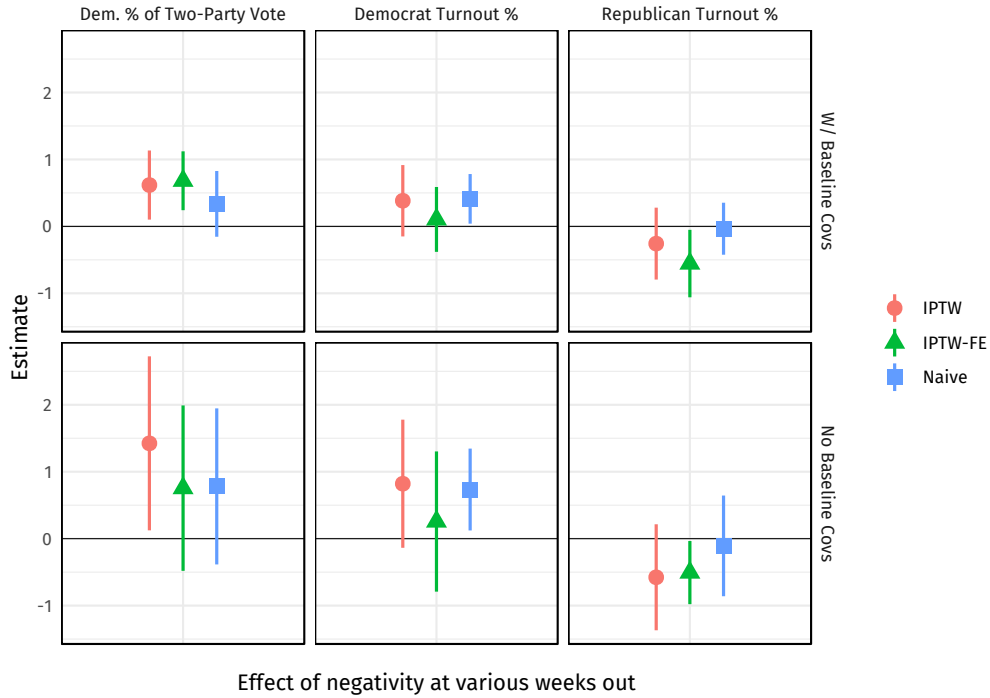 Dem. % of Two-Party Vote
Democrat Turnout %
Republican Turnout %
2
1
0
-1
W/ Baseline Covs
2
1
0
-1
No Baseline Covs
Estimate
IPTW
IPTW-FE
Naive
Effect of negativity at various weeks out